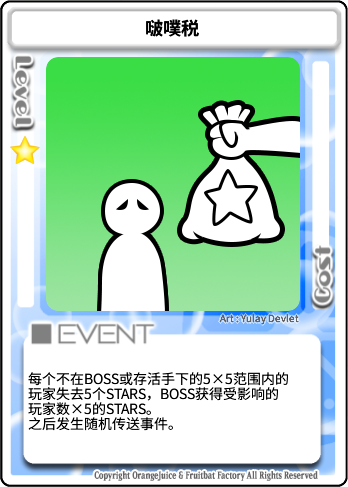 啵噗税
Level
Cost
Art : Yulay Devlet
EVENT
每个不在BOSS或存活手下的5×5范围内的
玩家失去5个STARS，BOSS获得受影响的
玩家数×5的STARS。
之后发生随机传送事件。
Copyright OrangeJuice & Fruitbat Factory All Rights Reserved